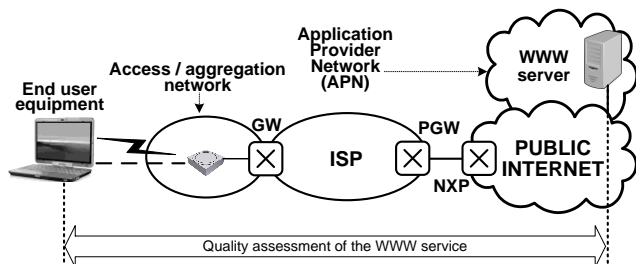 Application
Provider
Network
(APN)
WWW
server
Access / aggregation
network
End user
equipment
GW
ISP
PGW
NXP
PUBLIC
INTERNET
Quality assessment of the WWW service